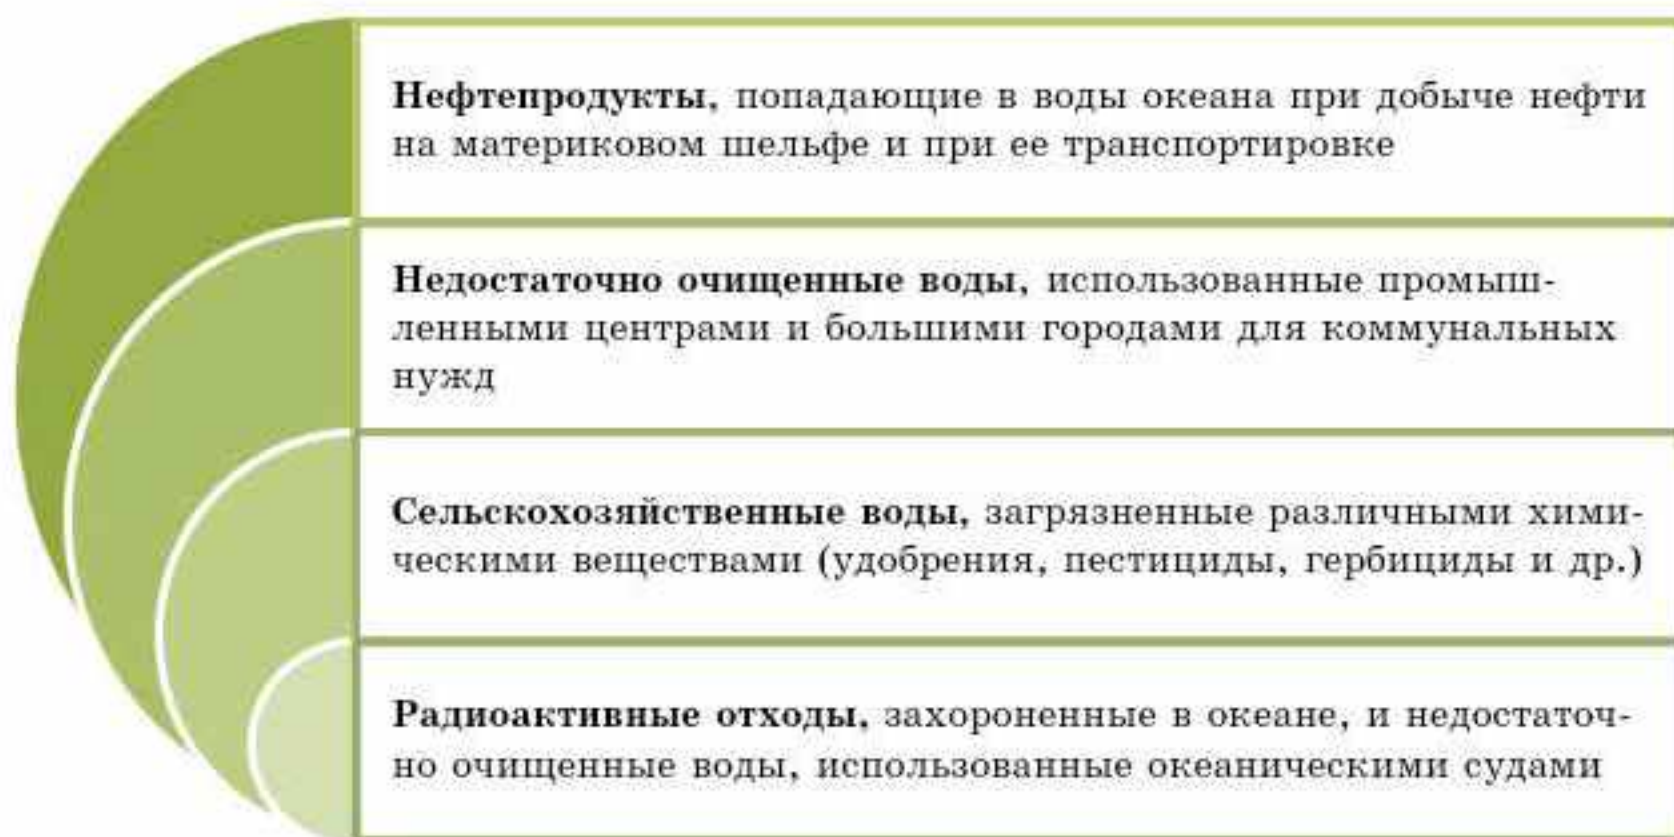 Нефтепродукты, попадающие в воды океана при добыче нефти
на материковом шельфе и при ее транспортировке
Недостаточно очищенные воды, использованные промыш-
ленными центрами и большими городами для коммунальных
нужд
Сельскохозяйственные воды, загрязненные различными хими-
ческими веществами (удобрения, пестициды, гербициды и др.)
Радиоактивные отходы, захороненные в океане, и недостаточ-
но очищенные воды, использованные океаническими судами